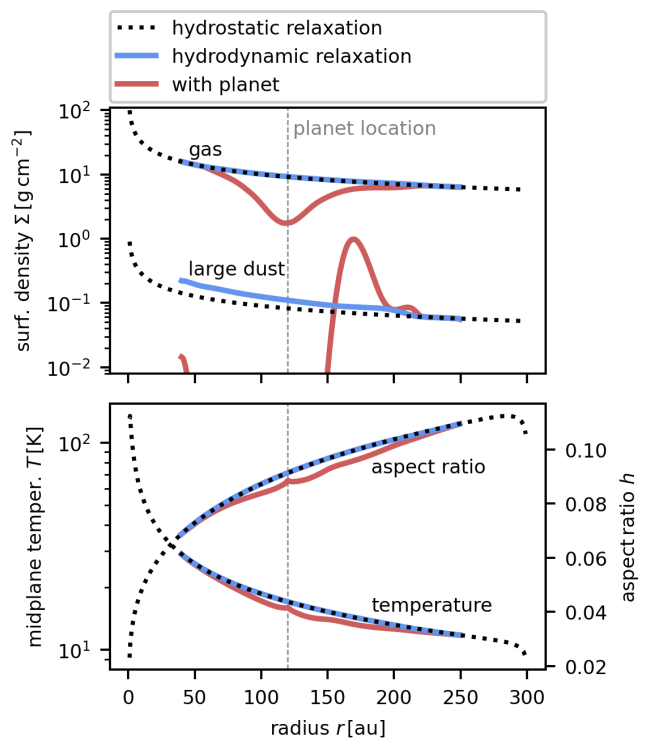 hydrostatic relaxation
hydrodynamic relaxation
with planet
planet location
gas
large dust
surf. density Σ [g cm⁻²]
10²
10¹
10⁰
10⁻¹
10⁻²
aspect ratio
temperature
midplane temper. T [K]
10²
10¹
aspect ratio h
0.10
0.08
0.06
0.04
0.02
0 50 100 150 200 250 300
radius r [au]